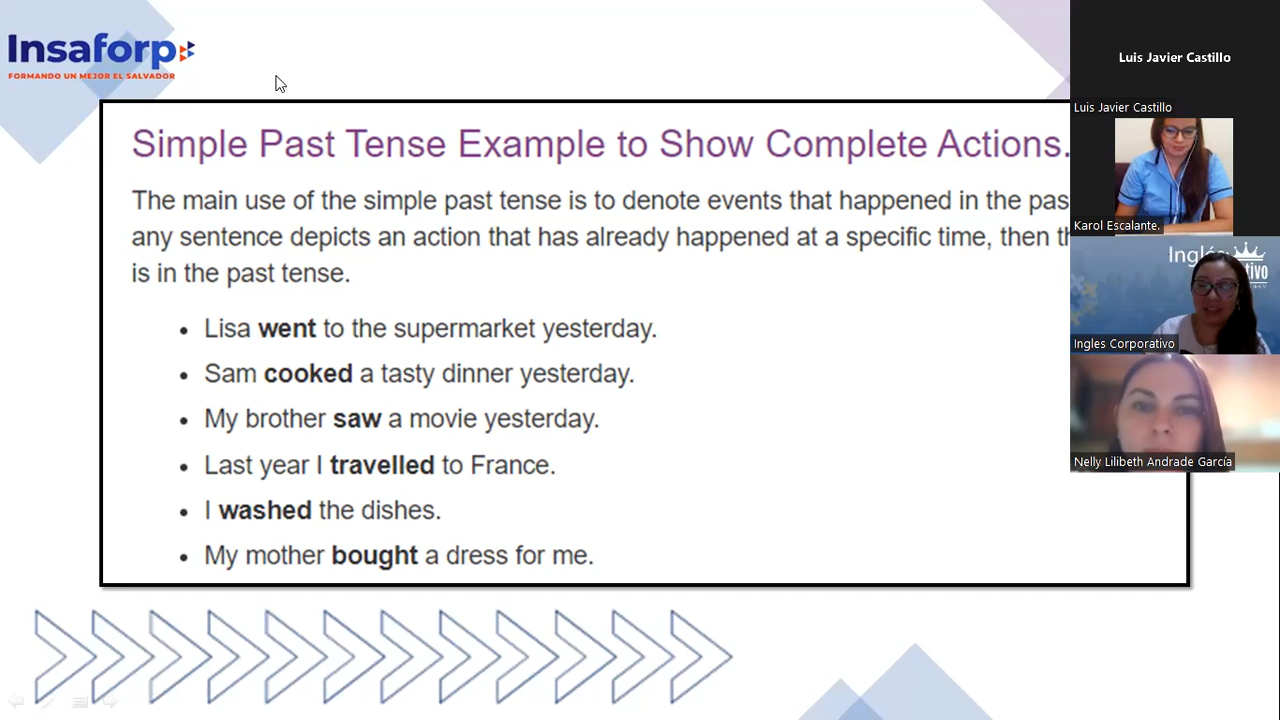 Insaforp
FORMANDO UN MEJOR EL SALVADOR
Simple Past Tense Example to Show Complete Actions.
The main use of the simple past tense is to denote events that happened in the
any sentence depicts an action that has already happened at a specific time, then
is in the past tense.
• Lisa went to the supermarket yesterday.
• Sam cooked a tasty dinner yesterday.
• My brother saw a movie yesterday.
• Last year I travelled to France.
• I washed the dishes.
• My mother bought a dress for me.
Luis Javier Castillo
Luis Javier Castillo
Karol Escalante.
Ingles Corporativo
Nelly Lilibeth Andrade García